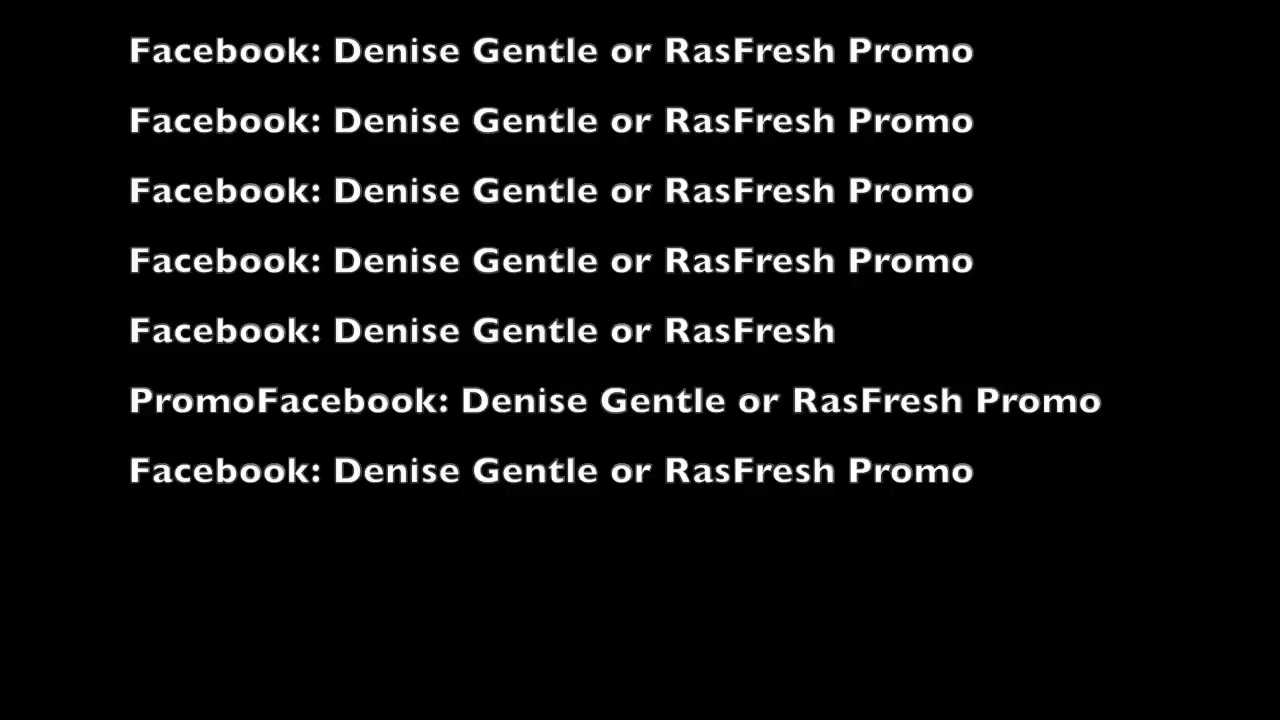 Facebook: Denise Gentle or RasFresh Promo
Facebook: Denise Gentle or RasFresh Promo
Facebook: Denise Gentle or RasFresh Promo
Facebook: Denise Gentle or RasFresh Promo
Facebook: Denise Gentle or RasFresh
PromoFacebook: Denise Gentle or RasFresh Promo
Facebook: Denise Gentle or RasFresh Promo